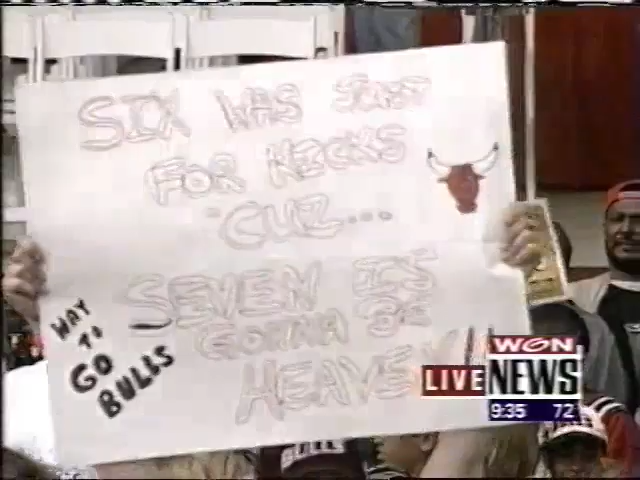 SIX WAS JUST
FOR KICKS
'CUZ...
SEVEN IS
GONNA BE
HEAVEN
WAY
TO
GO
BULLS
WGN
LIVE NEWS
9:35 72